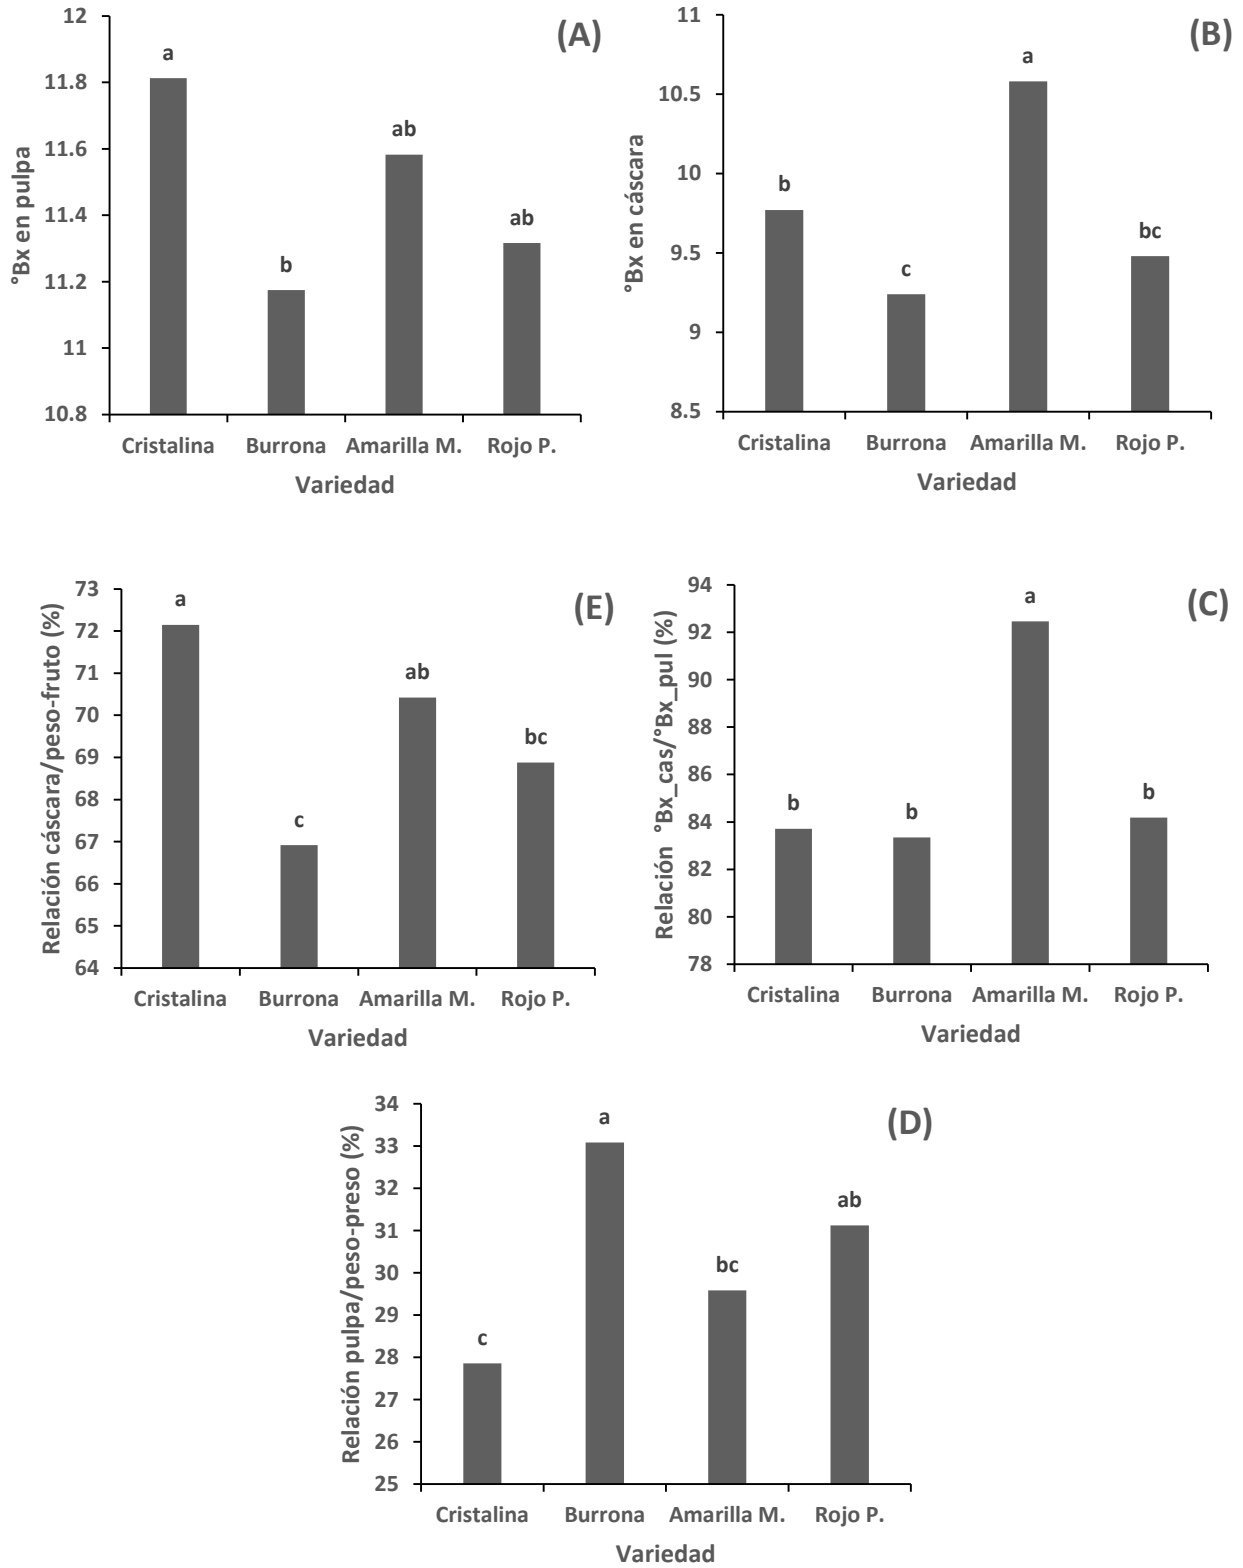 (A)
°Bx en pulpa
12
11.8
11.6
11.4
11.2
11
10.8
a
b
ab
ab
Cristalina Burrona Amarilla M. Rojo P.
Variedad
(B)
°Bx en cáscara
11
10.5
10
9.5
9
8.5
b
c
a
bc
Cristalina Burrona Amarilla M. Rojo P.
Variedad
(E)
Relación cáscara/peso-fruto (%)
73
72
71
70
69
68
67
66
65
64
a
c
ab
bc
Cristalina Burrona Amarilla M. Rojo P.
Variedad
(C)
Relación °Bx_cas/°Bx_pul (%)
94
92
90
88
86
84
82
80
78
b
b
a
b
Cristalina Burrona Amarilla M. Rojo P.
Variedad
(D)
Relación pulpa/peso-preso (%)
34
33
32
31
30
29
28
27
26
25
c
a
bc
ab
Cristalina Burrona Amarilla M. Rojo P.
Variedad